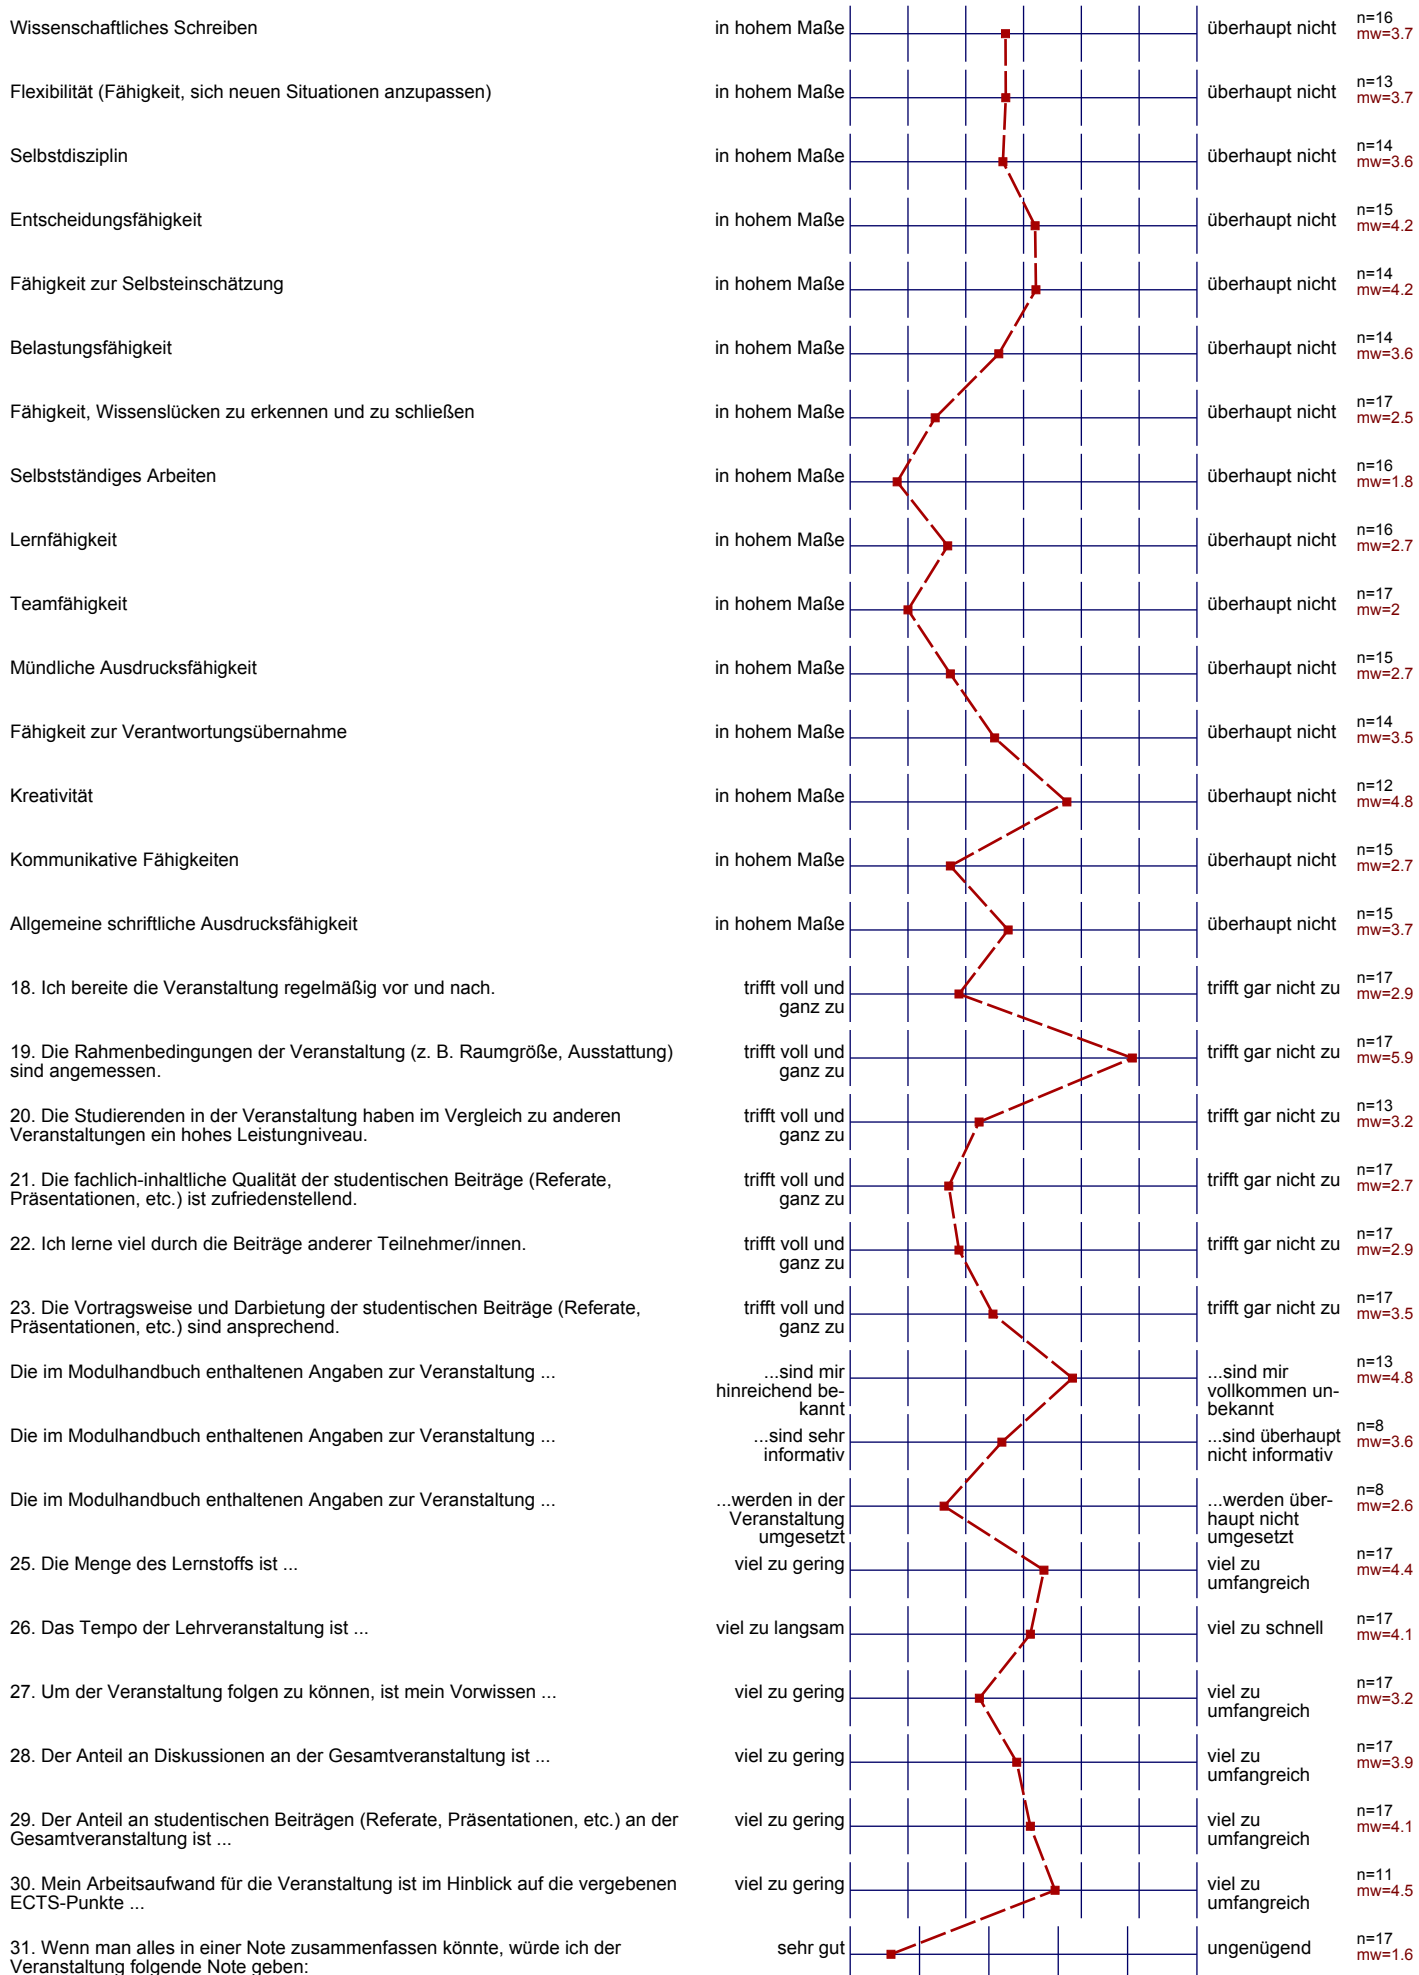 Wissenschaftliches Schreiben in hohem Maße überhaupt nicht n=16
mw=3.7
Flexibilität (Fähigkeit, sich neuen Situationen anzupassen) in hohem Maße überhaupt nicht n=13
mw=3.7
Selbstdisziplin in hohem Maße überhaupt nicht n=14
mw=3.6
Entscheidungsfähigkeit in hohem Maße überhaupt nicht n=15
mw=4.2
Fähigkeit zur Selbsteinschätzung in hohem Maße überhaupt nicht n=14
mw=4.2
Belastungsfähigkeit in hohem Maße überhaupt nicht n=14
mw=3.6
Fähigkeit, Wissenslücken zu erkennen und zu schließen in hohem Maße überhaupt nicht n=17
mw=2.5
Selbstständiges Arbeiten in hohem Maße überhaupt nicht n=16
mw=1.8
Lernfähigkeit in hohem Maße überhaupt nicht n=16
mw=2.7
Teamfähigkeit in hohem Maße überhaupt nicht n=17
mw=2
Mündliche Ausdrucksfähigkeit in hohem Maße überhaupt nicht n=15
mw=2.7
Fähigkeit zur Verantwortungsübernahme in hohem Maße überhaupt nicht n=14
mw=3.5
Kreativität in hohem Maße überhaupt nicht n=12
mw=4.8
Kommunikative Fähigkeiten in hohem Maße überhaupt nicht n=15
mw=2.7
Allgemeine schriftliche Ausdrucksfähigkeit in hohem Maße überhaupt nicht n=15
mw=3.7
18. Ich bereite die Veranstaltung regelmäßig vor und nach. trifft voll und trifft gar nicht zu n=17
ganz zu mw=2.9
19. Die Rahmenbedingungen der Veranstaltung (z. B. Raumgröße, Ausstattung) trifft voll und trifft gar nicht zu n=17
sind angemessen. ganz zu mw=5.9
20. Die Studierenden in der Veranstaltung haben im Vergleich zu anderen trifft voll und trifft gar nicht zu n=13
Veranstaltungen ein hohes Leistungniveau. ganz zu mw=3.2
21. Die fachlich-inhaltliche Qualität der studentischen Beiträge (Referate, trifft voll und trifft gar nicht zu n=17
Präsentationen, etc.) ist zufriedenstellend. ganz zu mw=2.7
22. Ich lerne viel durch die Beiträge anderer Teilnehmer/innen. trifft voll und trifft gar nicht zu n=17
ganz zu mw=2.9
23. Die Vortragsweise und Darbietung der studentischen Beiträge (Referate, trifft voll und trifft gar nicht zu n=17
Präsentationen, etc.) sind ansprechend. ganz zu mw=3.5
Die im Modulhandbuch enthaltenen Angaben zur Veranstaltung ... ...sind mir ...sind mir n=13
hinreichend be- vollkommen un- mw=4.8
kannt bekannt
Die im Modulhandbuch enthaltenen Angaben zur Veranstaltung ... ...sind sehr ...sind überhaupt n=8
informativ nicht informativ mw=3.6
Die im Modulhandbuch enthaltenen Angaben zur Veranstaltung ... ...werden in der ...werden über- n=8
Veranstaltung haupt nicht mw=2.6
umgesetzt umgesetzt
25. Die Menge des Lernstoffs ist ... viel zu gering viel zu n=17
umfangreich mw=4.4
26. Das Tempo der Lehrveranstaltung ist ... viel zu langsam viel zu schnell n=17
mw=4.1
27. Um der Veranstaltung folgen zu können, ist mein Vorwissen ... viel zu gering viel zu n=17
umfangreich mw=3.2
28. Der Anteil an Diskussionen an der Gesamtveranstaltung ist ... viel zu gering viel zu n=17
umfangreich mw=3.9
29. Der Anteil an studentischen Beiträgen (Referate, Präsentationen, etc.) an der viel zu gering viel zu n=17
Gesamtveranstaltung ist ... umfangreich mw=4.1
30. Mein Arbeitsaufwand für die Veranstaltung ist im Hinblick auf die vergebenen viel zu gering viel zu n=11
ECTS-Punkte ... umfangreich mw=4.5
31. Wenn man alles in einer Note zusammenfassen könnte, würde ich der sehr gut ungenügend n=17
Veranstaltung folgende Note geben: mw=1.6